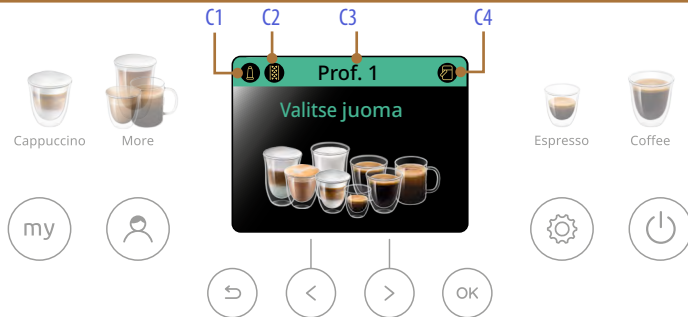 C1 C2 C3 C4
Prof. 1
Valitse juoma
Cappuccino More Espresso Coffee
my
OK